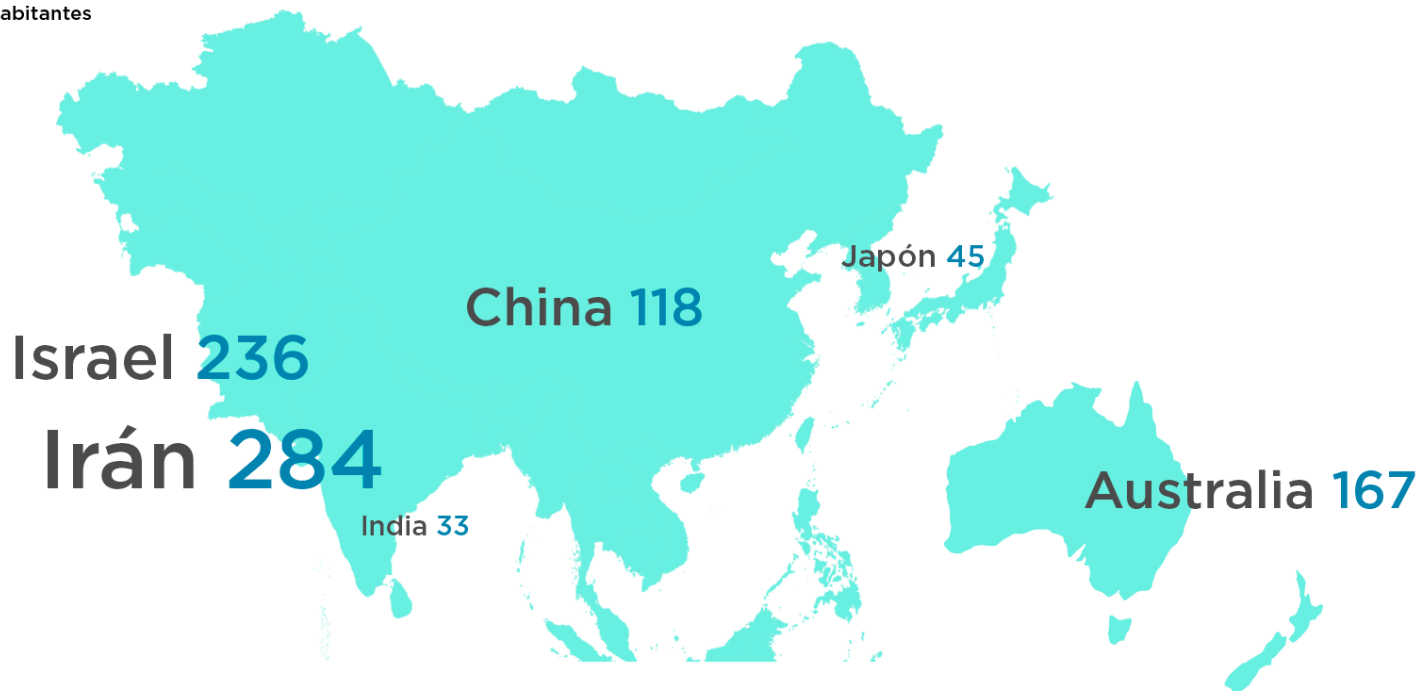 abitantes
Japón 45
China 118
Israel 236
Irán 284
Australia 167
India 33